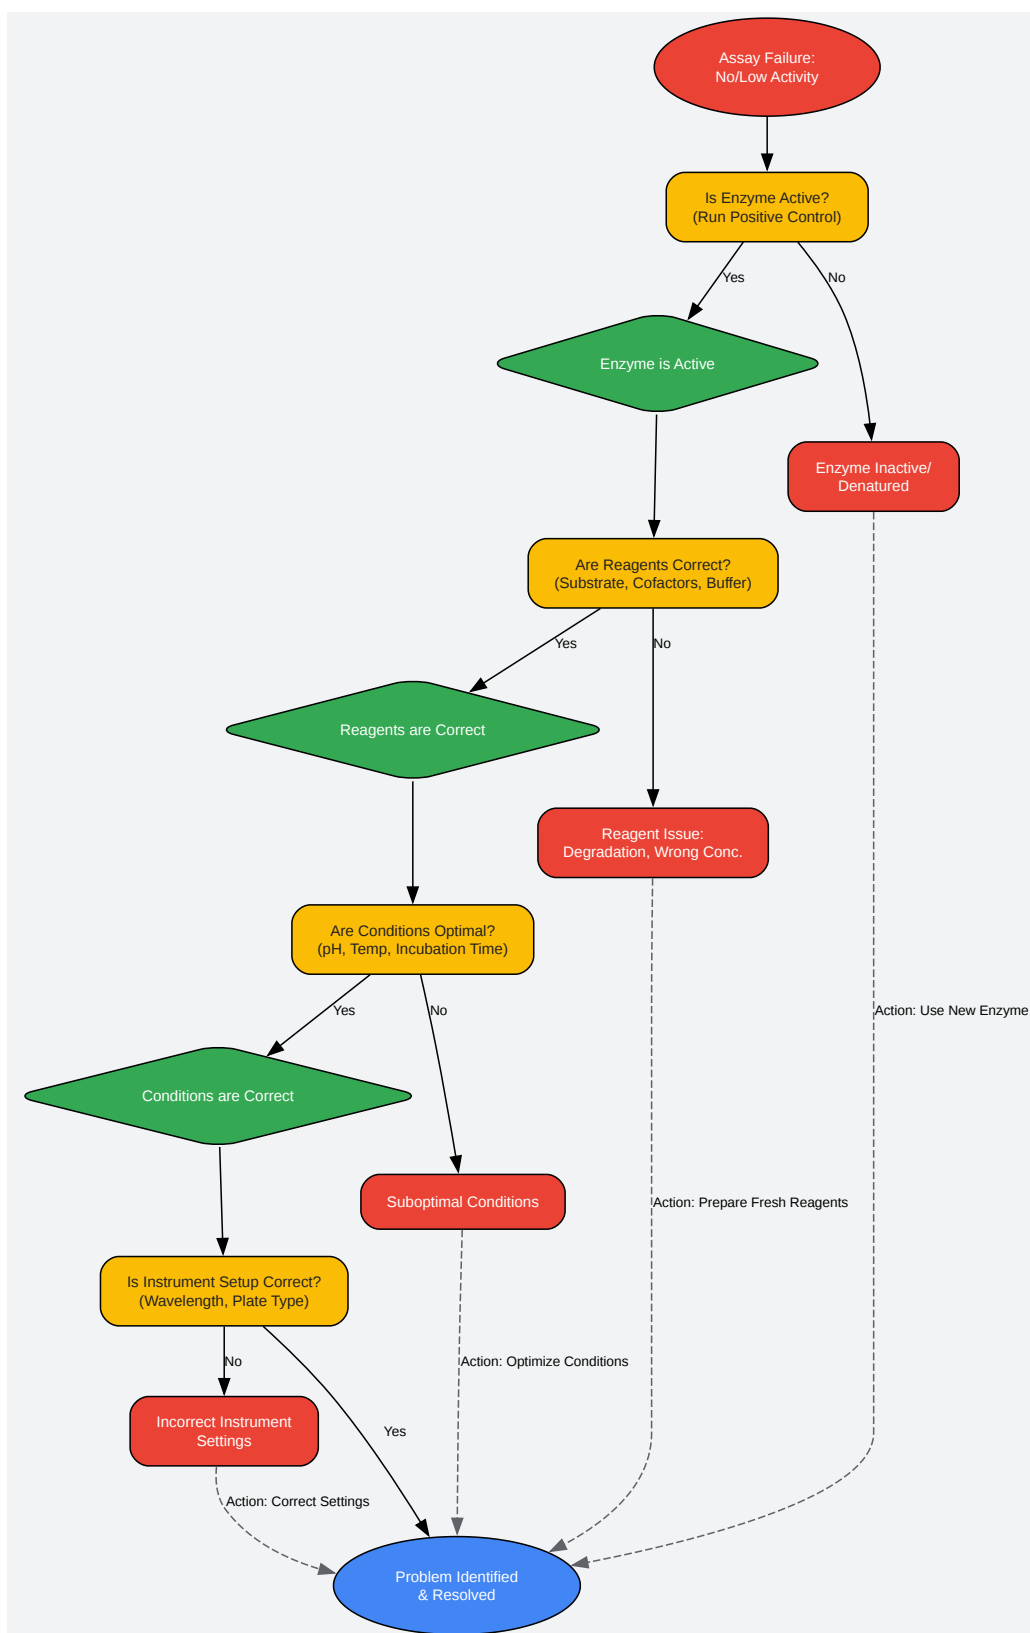 Assay Failure:
No/Low Activity
Is Enzyme Active?
(Run Positive Control)
Yes
No
Enzyme is Active
Enzyme Inactive/
Denatured
Are Reagents Correct?
(Substrate, Cofactors, Buffer)
Yes
No
Reagents are Correct
Reagent Issue:
Degradation, Wrong Conc.
Are Conditions Optimal?
(pH, Temp, Incubation Time)
Yes
No
Action: Use New Enzyme
Conditions are Correct
Suboptimal Conditions
Action: Prepare Fresh Reagents
Is Instrument Setup Correct?
(Wavelength, Plate Type)
No
Action: Optimize Conditions
Incorrect Instrument
Settings
Yes
Action: Correct Settings
Problem Identified
& Resolved